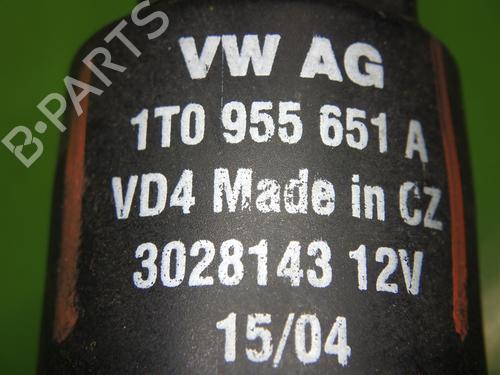 VW AG
1T0 955 651 A
VD4 Made in CZ
3028143 12V
15/04
B-PARTS